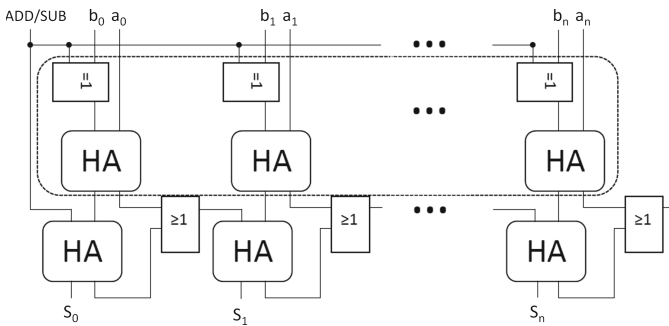 ADD/SUB b0 a0 b1 a1 ••• bn an
=1 =1 ••• =1
HA HA HA
≥1 ≥1 ••• ≥1
HA HA HA
S0 S1 Sn